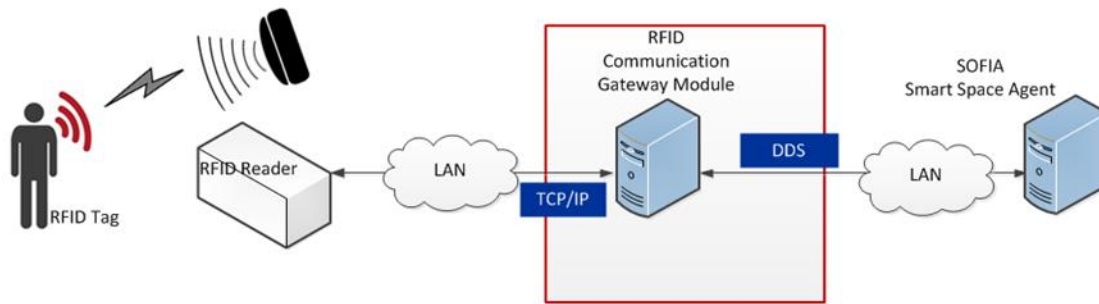 RFID Tag
RFID Reader
LAN
TCP/IP
RFID
Communication
Gateway Module
DDS
LAN
SOFIA
Smart Space Agent